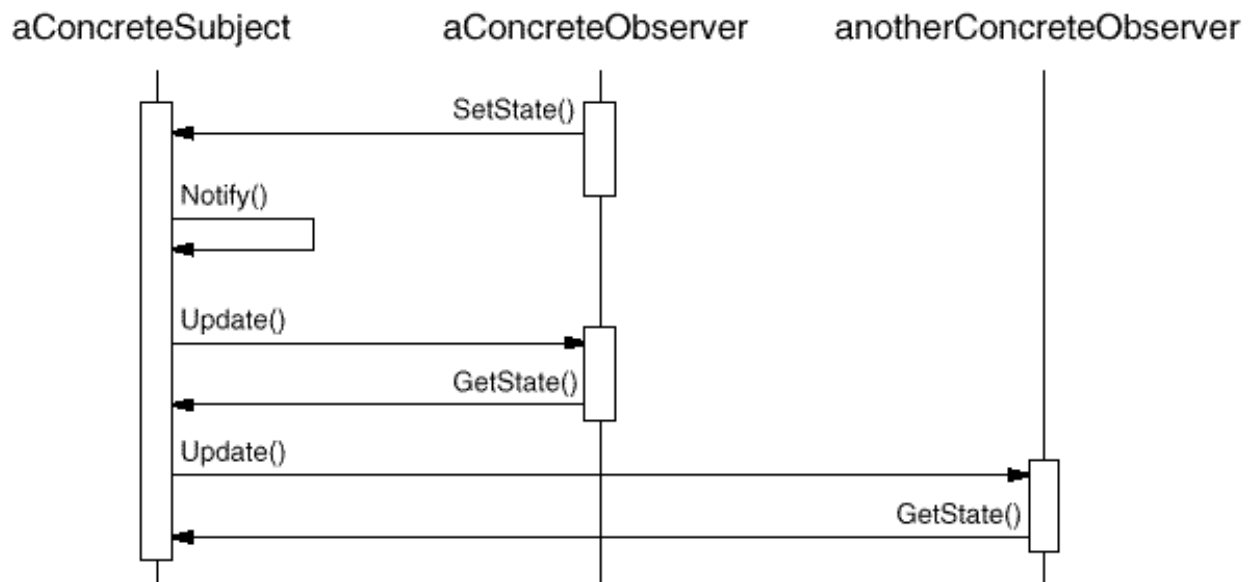 aConcreteSubject aConcreteObserver anotherConcreteObserver
SetState()
Notify()
Update()
GetState()
Update()
GetState()